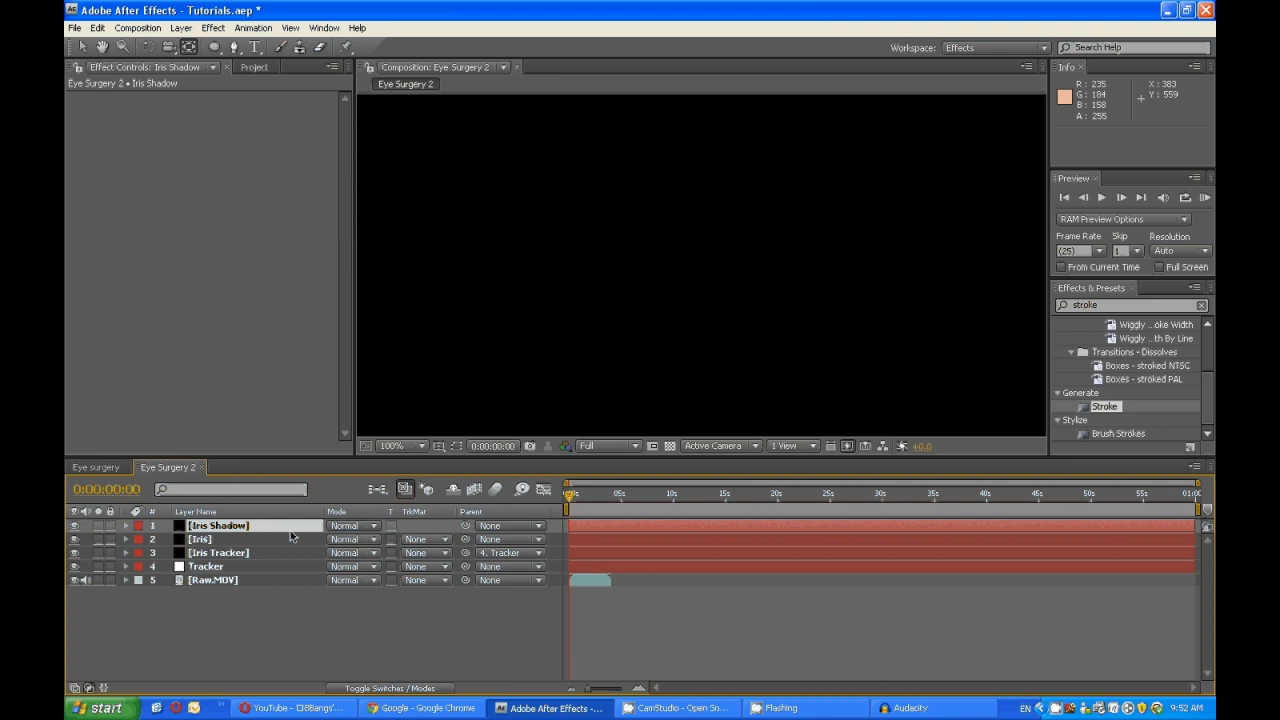 Adobe After Effects - Tutorials.aep *
File Edit Composition Layer Effect Animation View Window Help
Workspace: Effects Search Help
Effect Controls: Iris Shadow Project
Eye Surgery 2 • Iris Shadow
Composition: Eye Surgery 2
Eye Surgery 2
Info
R: 235 X: 383
G: 184 Y: 559
B: 158
A: 255
Preview
RAM Preview Options
Frame Rate Skip Resolution
(25) 1 Auto
From Current Time Full Screen
Effects & Presets
stroke
Wiggly ...oke Width
Wiggly ...th By Line
Transitions - Dissolves
Boxes - stroked NTSC
Boxes - stroked PAL
Generate
Stroke
Stylize
Brush Strokes
100% 0:00:00:00 Full Active Camera 1 View +0.0
Eye surgery Eye Surgery 2
0:00:00:00
05s 10s 15s 20s 25s 30s 35s 40s 45s 50s 55s 01:0
# Layer Name Mode T TrkMat Parent
1 [Iris Shadow] Normal None
2 [Iris] Normal None None
3 [Iris Tracker] Normal None 4. Tracker
4 Tracker Normal None None
5 [Raw.MOV] Normal None None
Toggle Switches / Modes
start Google - Google Chrome Adobe After Effects -... CamStudio - Open So... Flashing Audacity EN 9:52 AM